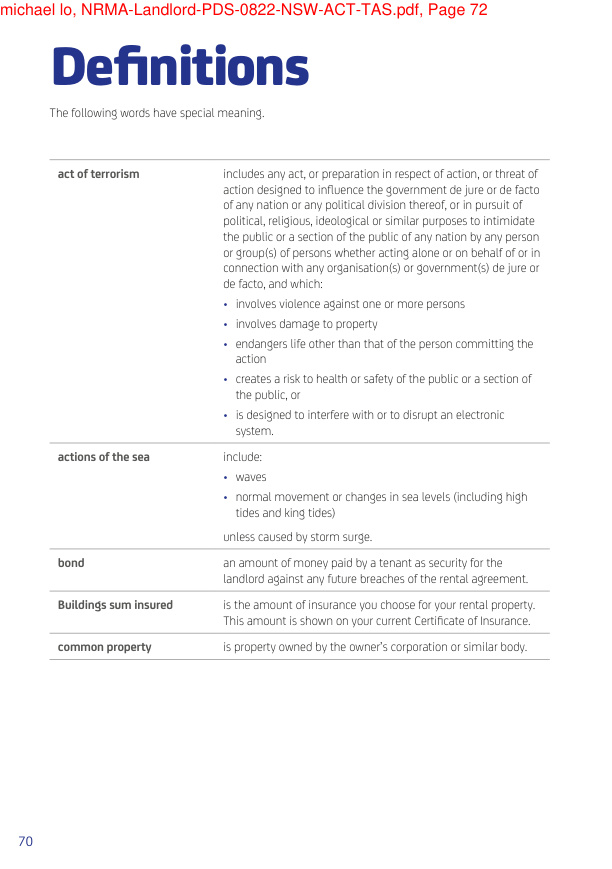 michael lo, NRMA-Landlord-PDS-0822-NSW-ACT-TAS.pdf, Page 72
Definitions
The following words have special meaning.
act of terrorism
includes any act, or preparation in respect of action, or threat of
action designed to influence the government de jure or de facto
of any nation or any political division thereof, or in pursuit of
political, religious, ideological or similar purposes to intimidate
the public or a section of the public of any nation by any person
or group(s) of persons whether acting alone or on behalf of or in
connection with any organisation(s) or government(s) de jure or
de facto, and which:
• involves violence against one or more persons
• involves damage to property
• endangers life other than that of the person committing the
action
• creates a risk to health or safety of the public or a section of
the public, or
• is designed to interfere with or to disrupt an electronic
system.
actions of the sea
include:
• waves
• normal movement or changes in sea levels (including high
tides and king tides)
unless caused by storm surge.
bond
an amount of money paid by a tenant as security for the
landlord against any future breaches of the rental agreement.
Buildings sum insured
is the amount of insurance you choose for your rental property.
This amount is shown on your current Certificate of Insurance.
common property
is property owned by the owner's corporation or similar body.
70